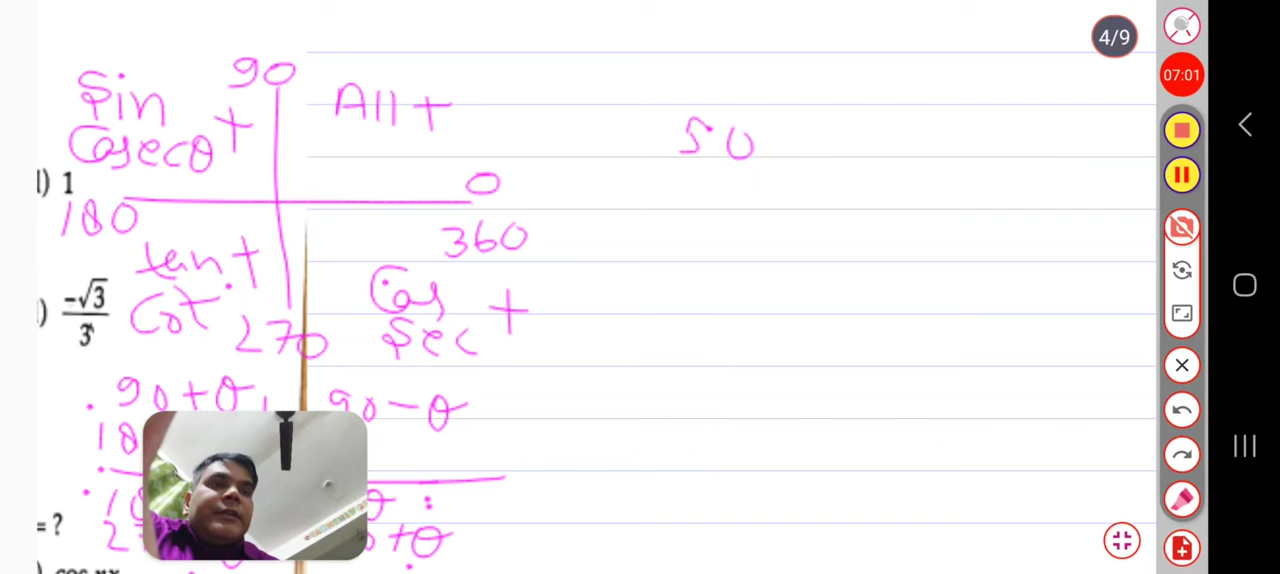 4/9
07:01
90
Sin
Cosecθ +
All +
50
0
1
180
360
tan +
Cot
Cos
Sec +
-√3
3
270
90+θ,
90-θ
18
+θ
= ?